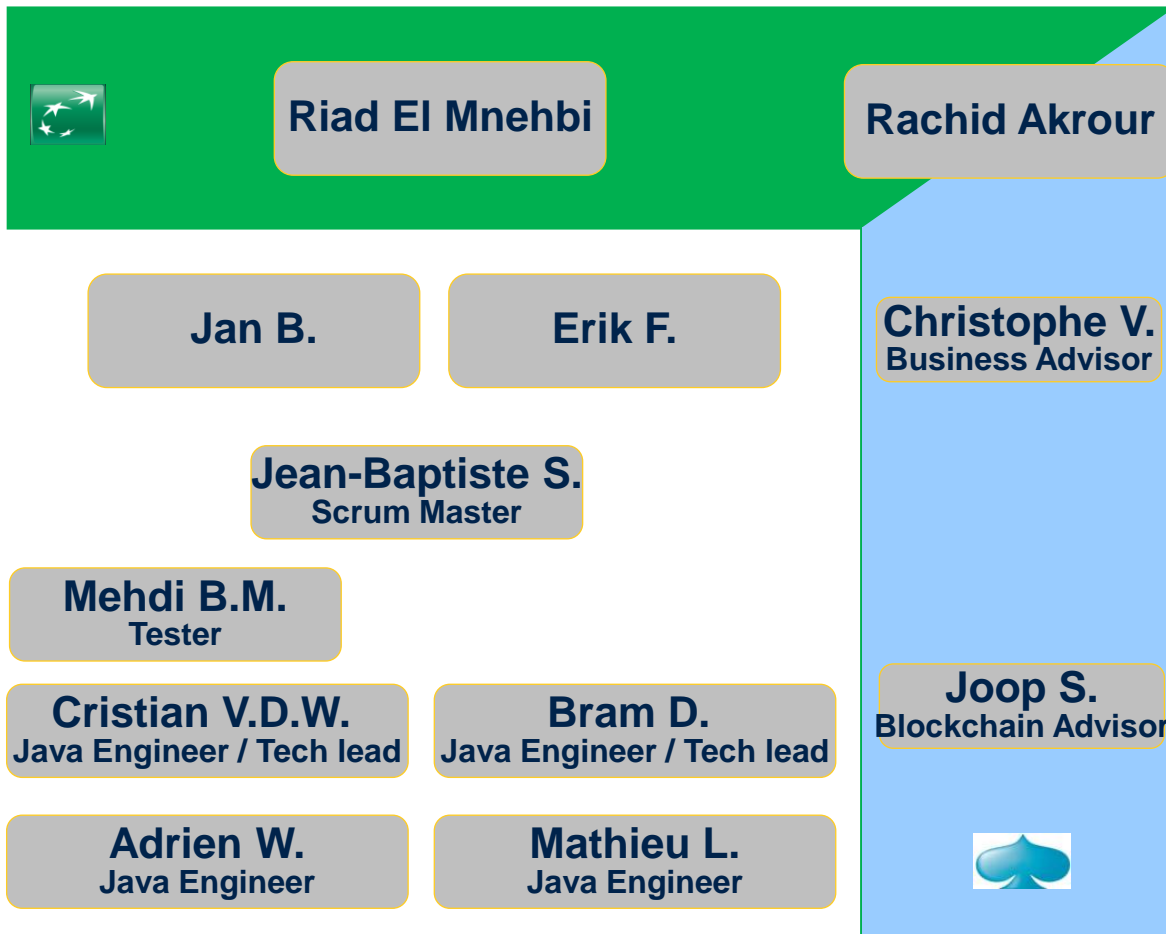 Riad El Mnehbi
Rachid Akrour
Jan B.
Erik F.
Christophe V.
Business Advisor
Jean-Baptiste S.
Scrum Master
Mehdi B.M.
Tester
Cristian V.D.W.
Java Engineer / Tech lead
Bram D.
Java Engineer / Tech lead
Joop S.
Blockchain Advisor
Adrien W.
Java Engineer
Mathieu L.
Java Engineer